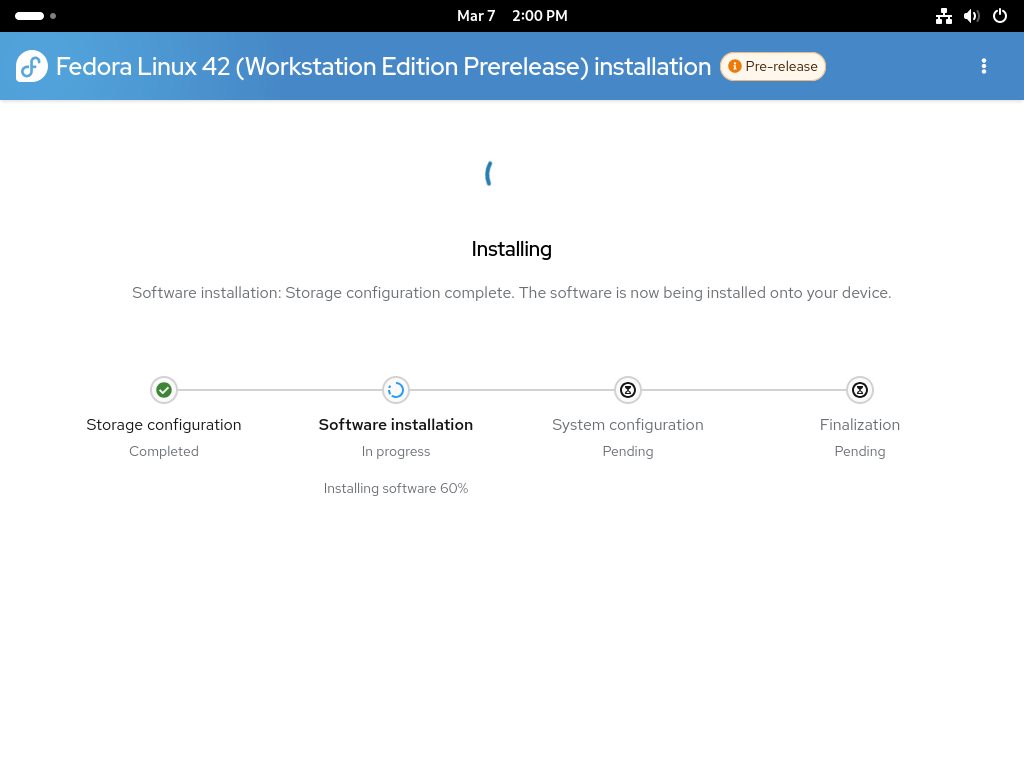 Mar 7 2:00 PM
Fedora Linux 42 (Workstation Edition Prerelease) installation Pre-release
Installing
Software installation: Storage configuration complete. The software is now being installed onto your device.
Storage configuration Software installation System configuration Finalization
Completed In progress Pending Pending
Installing software 60%